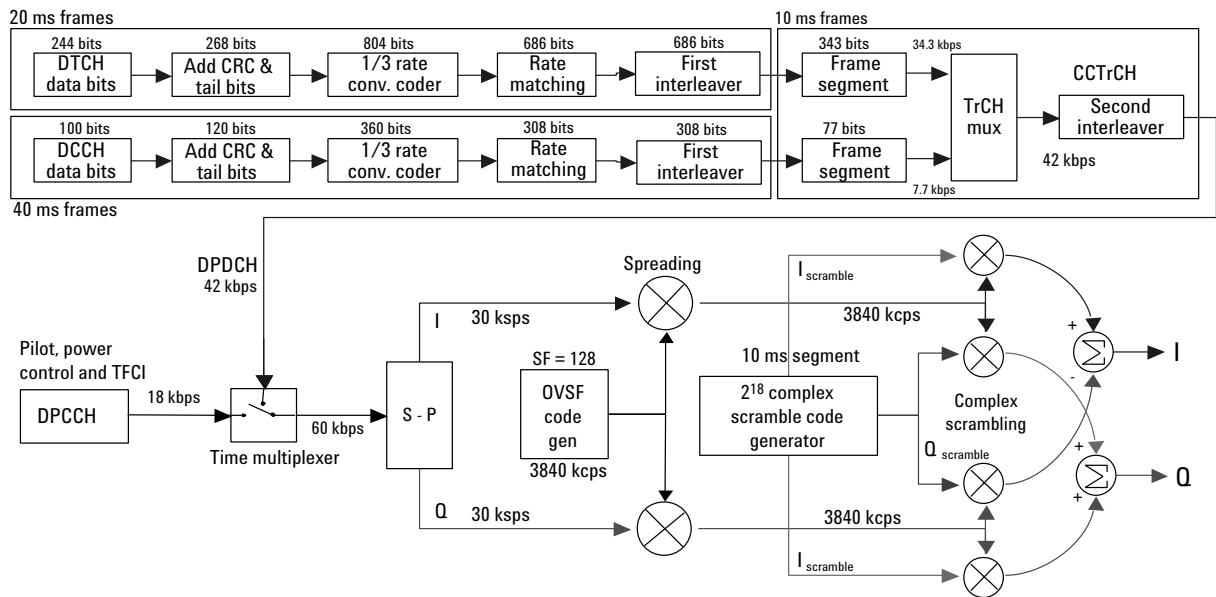 20 ms frames
10 ms frames
244 bits
268 bits
804 bits
686 bits
686 bits
343 bits
34.3 kbps
DTCH
data bits
Add CRC &
tail bits
1/3 rate
conv. coder
Rate
matching
First
interleaver
Frame
segment
TrCH
mux
CCTrCH
Second
interleaver
42 kbps
100 bits
120 bits
360 bits
308 bits
308 bits
77 bits
DCCH
data bits
Add CRC &
tail bits
1/3 rate
conv. coder
Rate
matching
First
interleaver
Frame
segment
7.7 kbps
40 ms frames
DPDCH
42 kbps
Pilot, power
control and TFCI
DPCCH
18 kbps
Time multiplexer
60 kbps
S - P
I
30 ksps
Q
30 ksps
Spreading
SF = 128
OVSF
code
gen
3840 kcps
3840 kcps
3840 kcps
10 ms segment
2¹⁸ complex
scramble code
generator
I scramble
Complex
scrambling
Q scramble
I scramble
+
Σ
-
I
+
Σ
+
Q